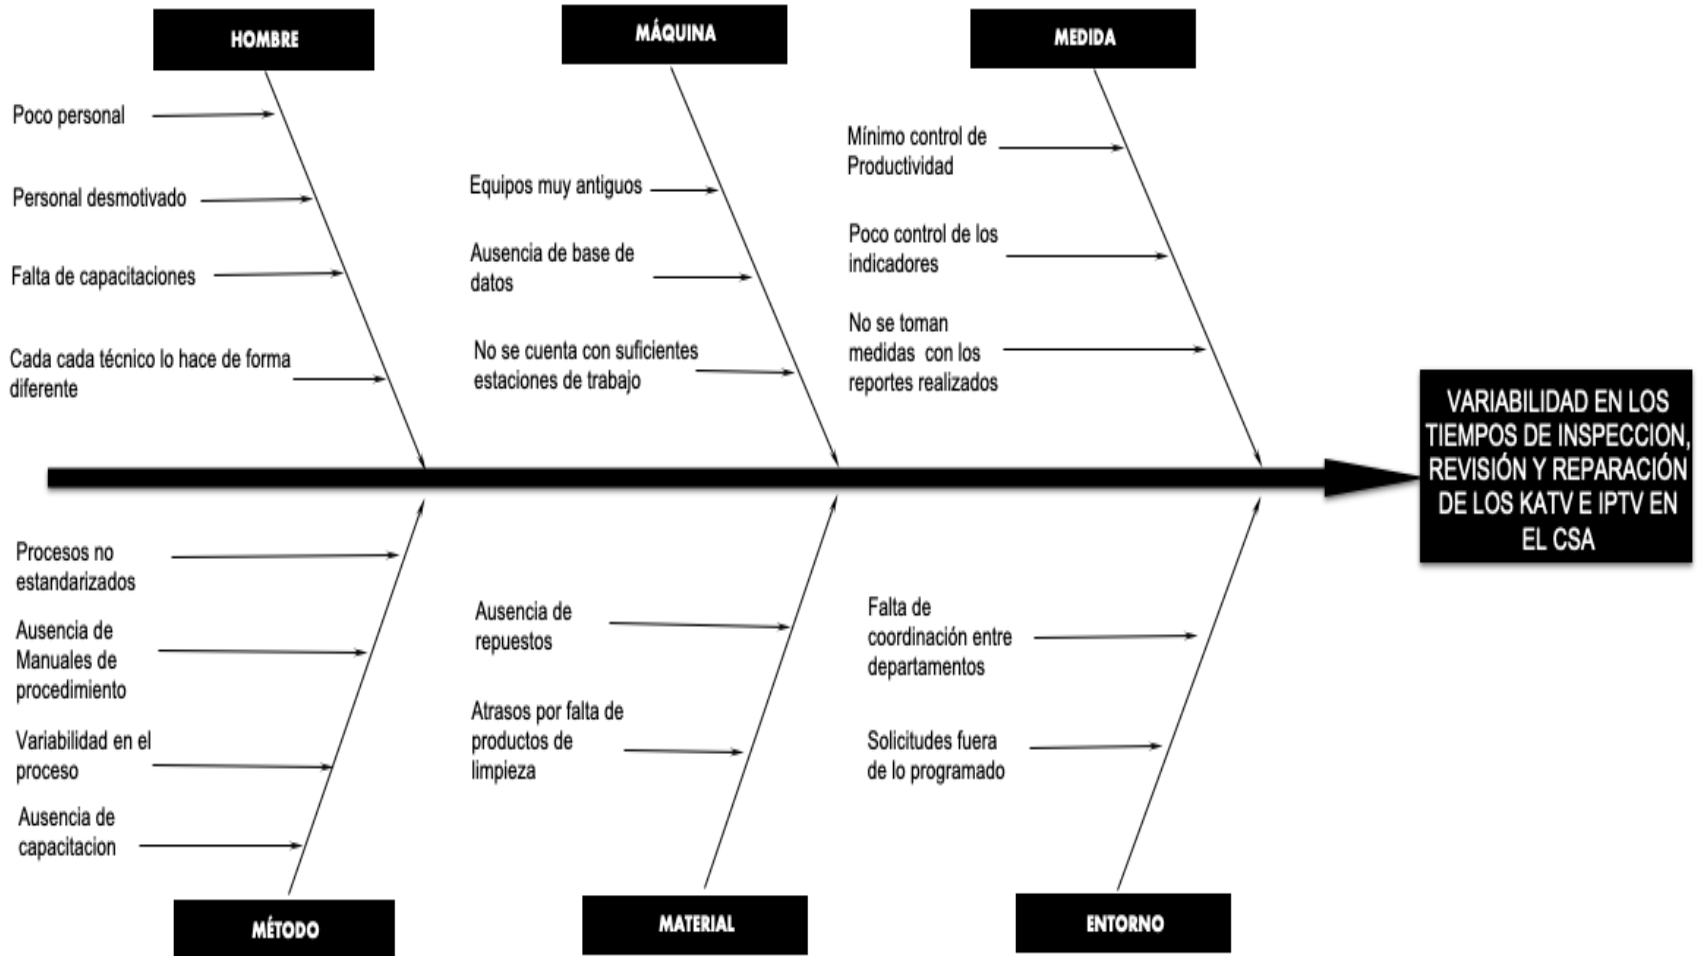 HOMBRE
MÁQUINA
MEDIDA
Poco personal
Personal desmotivado
Falta de capacitaciones
Cada cada técnico lo hace de forma
diferente
Equipos muy antiguos
Ausencia de base de
datos
No se cuenta con suficientes
estaciones de trabajo
Mínimo control de
Productividad
Poco control de los
indicadores
No se toman
medidas con los
reportes realizados
VARIABILIDAD EN LOS
TIEMPOS DE INSPECCION,
REVISIÓN Y REPARACIÓN
DE LOS KATV E IPTV EN
EL CSA
Procesos no
estandarizados
Ausencia de
Manuales de
procedimiento
Variabilidad en el
proceso
Ausencia de
capacitacion
Ausencia de
repuestos
Atrasos por falta de
productos de
limpieza
Falta de
coordinación entre
departamentos
Solicitudes fuera
de lo programado
MÉTODO
MATERIAL
ENTORNO